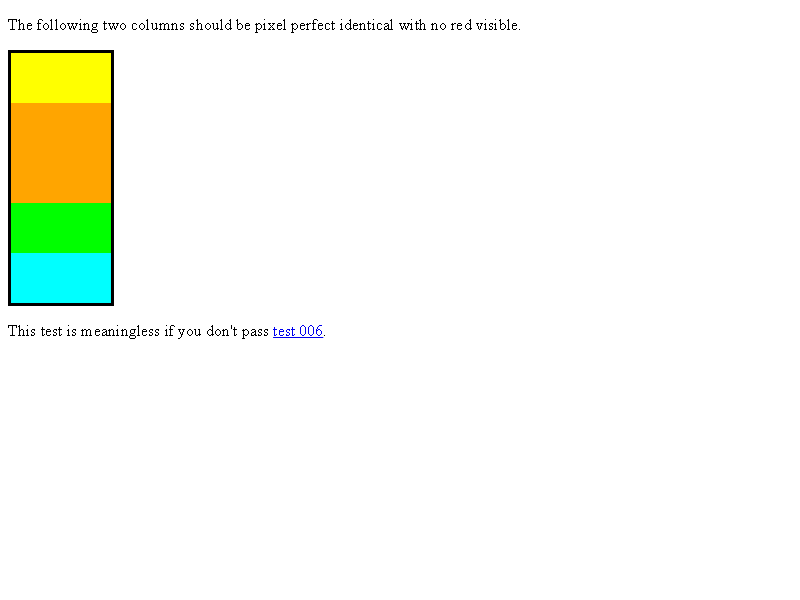 The following two columns should be pixel perfect identical with no red visible.
This test is meaningless if you don't pass test 006.